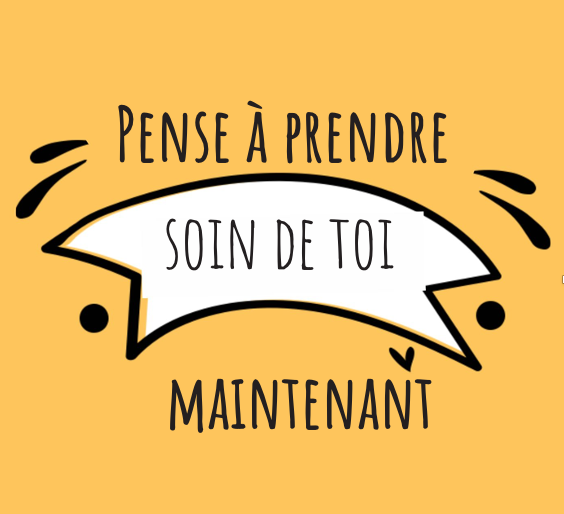 Pense à prendre
soin de toi
maintenant